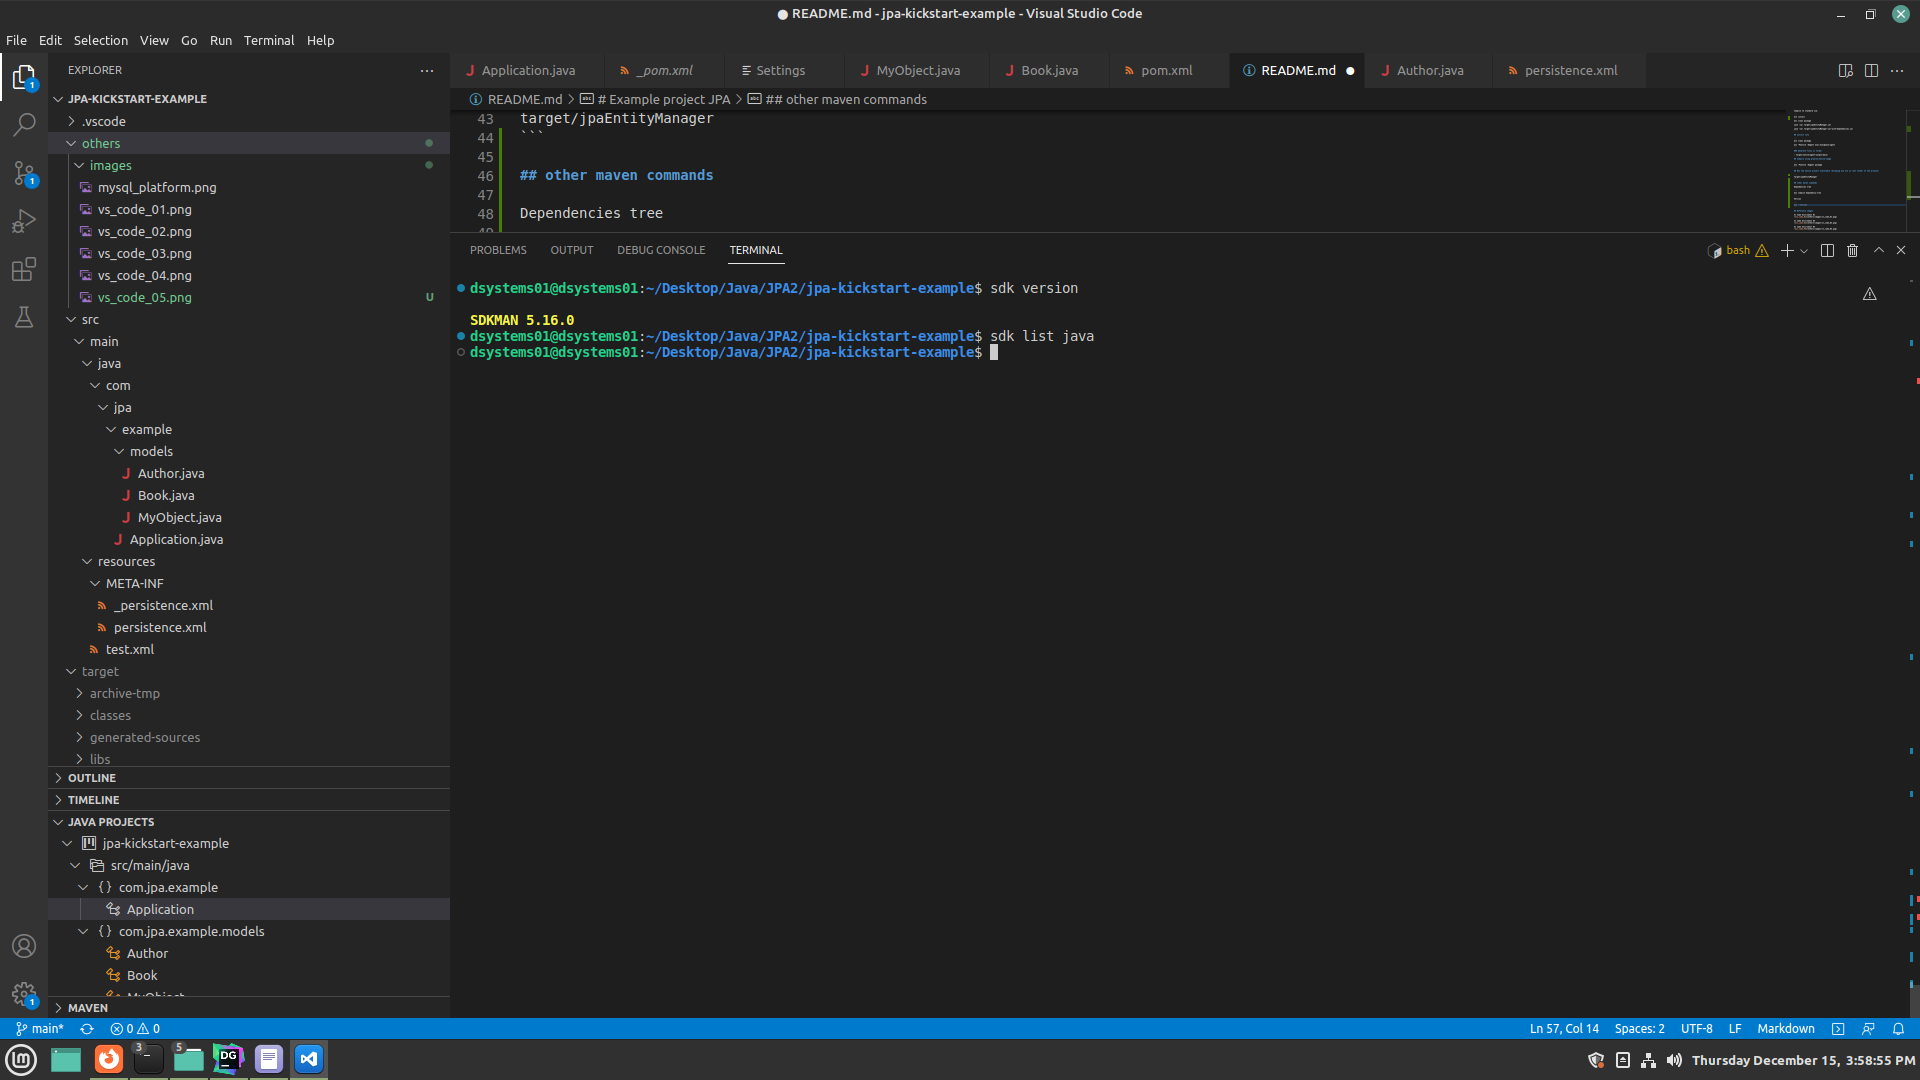 README.md - jpa-kickstart-example - Visual Studio Code
File Edit Selection View Go Run Terminal Help
EXPLORER
JPA-KICKSTART-EXAMPLE
.vscode
others
images
mysql_platform.png
vs_code_01.png
vs_code_02.png
vs_code_03.png
vs_code_04.png
vs_code_05.png U
src
main
java
com
jpa
example
models
Author.java
Book.java
MyObject.java
Application.java
resources
META-INF
_persistence.xml
persistence.xml
test.xml
target
archive-tmp
classes
generated-sources
libs
OUTLINE
TIMELINE
JAVA PROJECTS
jpa-kickstart-example
src/main/java
com.jpa.example
Application
com.jpa.example.models
Author
Book
MyObject
MAVEN
Application.java _pom.xml Settings MyObject.java Book.java pom.xml README.md Author.java persistence.xml
README.md > # Example project JPA > ## other maven commands
43 target/jpaEntityManager
44 ```
45
46 ## other maven commands
47
48 Dependencies tree
49
PROBLEMS OUTPUT DEBUG CONSOLE TERMINAL
bash
dsystems01@dsystems01:~/Desktop/Java/JPA2/jpa-kickstart-example$ sdk version
SDKMAN 5.16.0
dsystems01@dsystems01:~/Desktop/Java/JPA2/jpa-kickstart-example$ sdk list java
dsystems01@dsystems01:~/Desktop/Java/JPA2/jpa-kickstart-example$
main* 0 0
Ln 57, Col 14 Spaces: 2 UTF-8 LF Markdown
3 5 DG
Thursday December 15, 3:58:55 PM